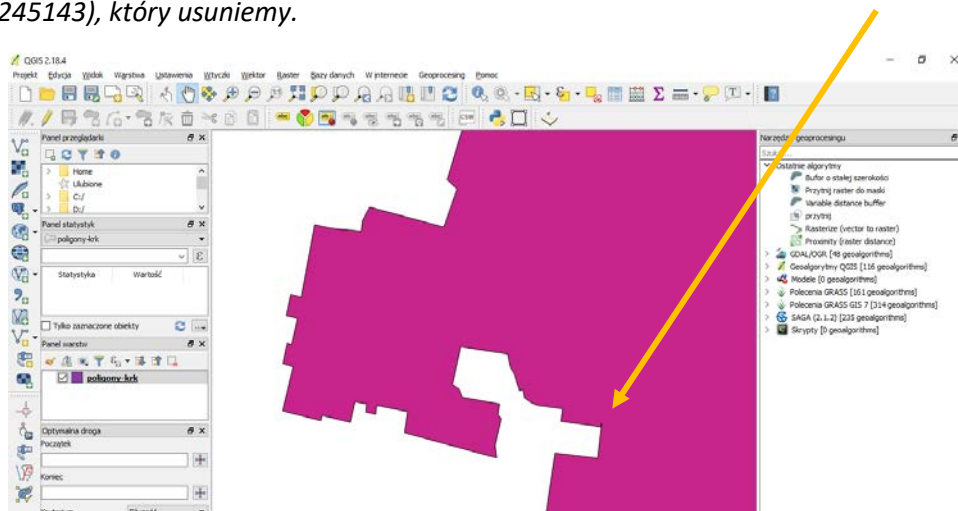 245143), który usuniemy.
QGIS 2.18.4
Projekt Edycja Widok Warstwa Ustawienia Wtyczki Wektor Raster Bazy danych W internecie Geoprocesing Pomoc
Panel przeglądarki
Home
Ulubione
C:/
D:/
Panel statystyk
poligony-krk
ε
Statystyka Wartość
Tylko zaznaczone obiekty
Panel warstw
poligony-krk
Optymalna droga
Początek
Koniec
CSW
Narzędzia geoprocesingu
Szukaj...
Ostatnie algorytmy
Bufor o stałej szerokości
Przytnij raster do maski
Variable distance buffer
przytnij
Rasterize (vector to raster)
Proximity (raster distance)
GDAL/OGR [48 geoalgorithms]
Geoalgorytmy QGIS [116 geoalgorithms]
Modele [0 geoalgorithms]
Polecenia GRASS [161 geoalgorithms]
Polecenia GRASS GIS 7 [314 geoalgorithms]
SAGA (2.1.2) [235 geoalgorithms]
Skrypty [0 geoalgorithms]